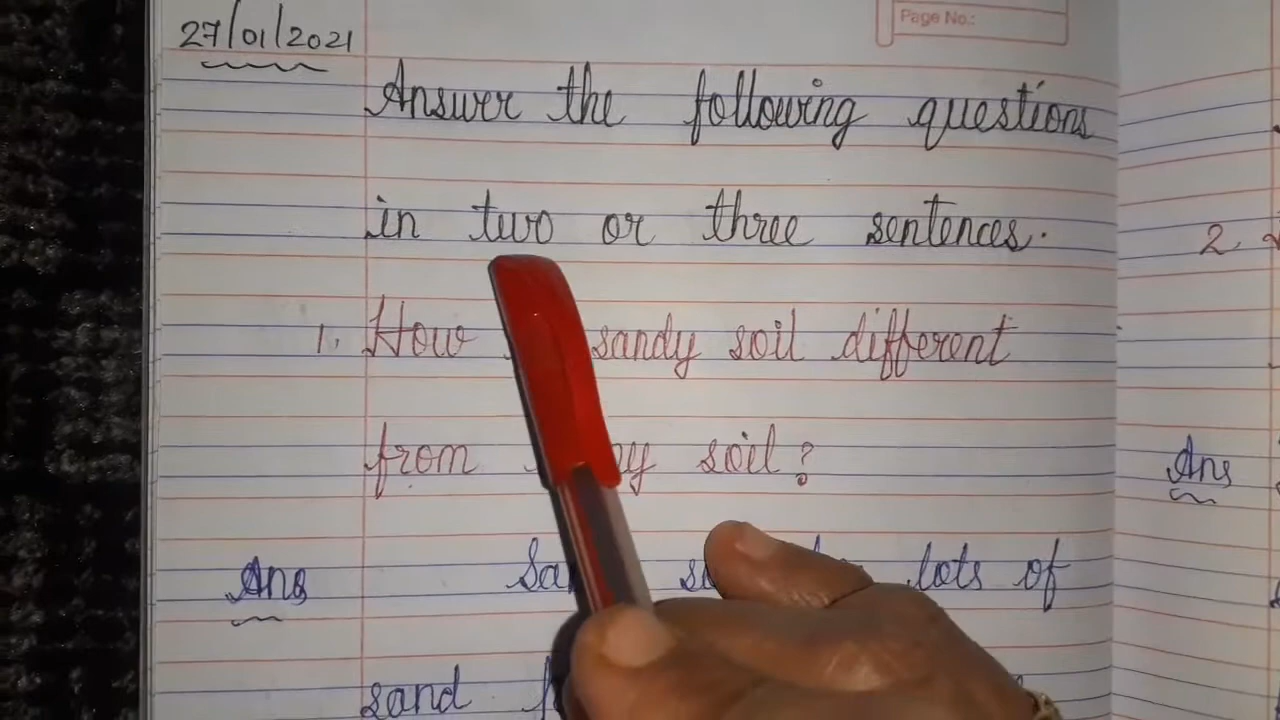 Page No.:
27/01/2021
Answer the following questions
in two or three sentences.
1. How sandy soil different
from soil?
Ans lots of
sand
2
Ans